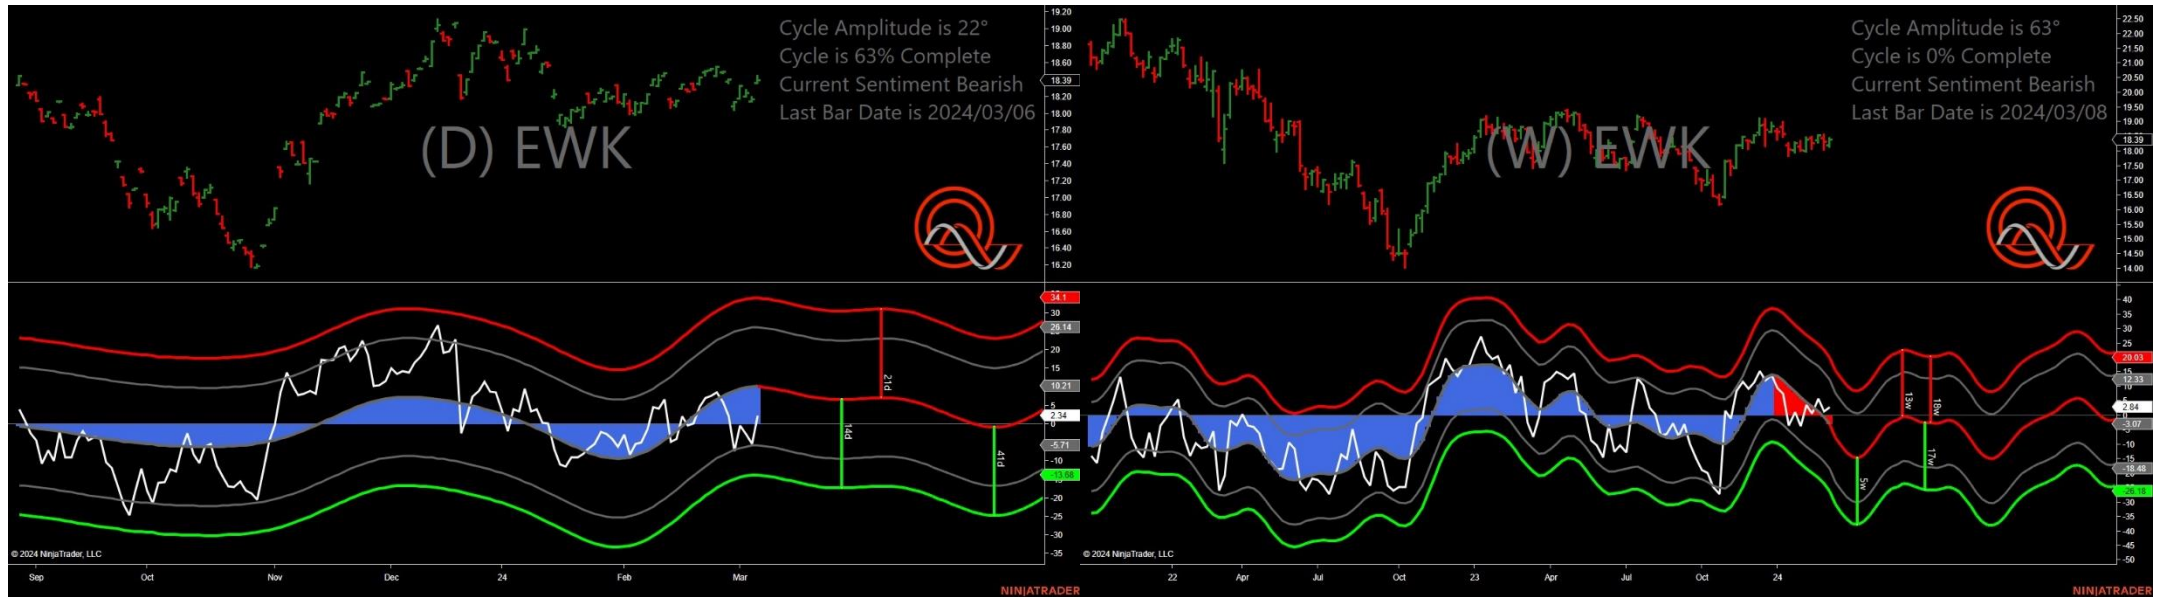 Cycle Amplitude is 22°
Cycle is 63% Complete
Current Sentiment Bearish
Last Bar Date is 2024/03/06
(D) EWK
19.20
19.00
18.80
18.60
18.39
18.20
18.00
17.80
17.60
17.40
17.20
17.00
16.80
16.60
16.40
16.20
34.1
30
26.14
20
15
10.21
5
2.34
0
-5.71
-10
-13.68
-20
-25
-30
-35
21d
14d
41d
© 2024 NinjaTrader, LLC
Sep Oct Nov Dec 24 Feb Mar
NINJATRADER
Cycle Amplitude is 63°
Cycle is 0% Complete
Current Sentiment Bearish
Last Bar Date is 2024/03/08
(W) EWK
22.50
22.00
21.50
21.00
20.50
20.00
19.50
19.00
18.39
18.00
17.50
17.00
16.50
16.00
15.50
15.00
14.50
14.00
40
35
30
25
20.03
12.33
5
2.84
-3.07
-10
-15
-18.48
-26.18
-30
-35
-40
-45
-50
13w
18w
5w
17w
© 2024 NinjaTrader, LLC
22 Apr Jul Oct 23 Apr Jul Oct 24
NINJATRADER